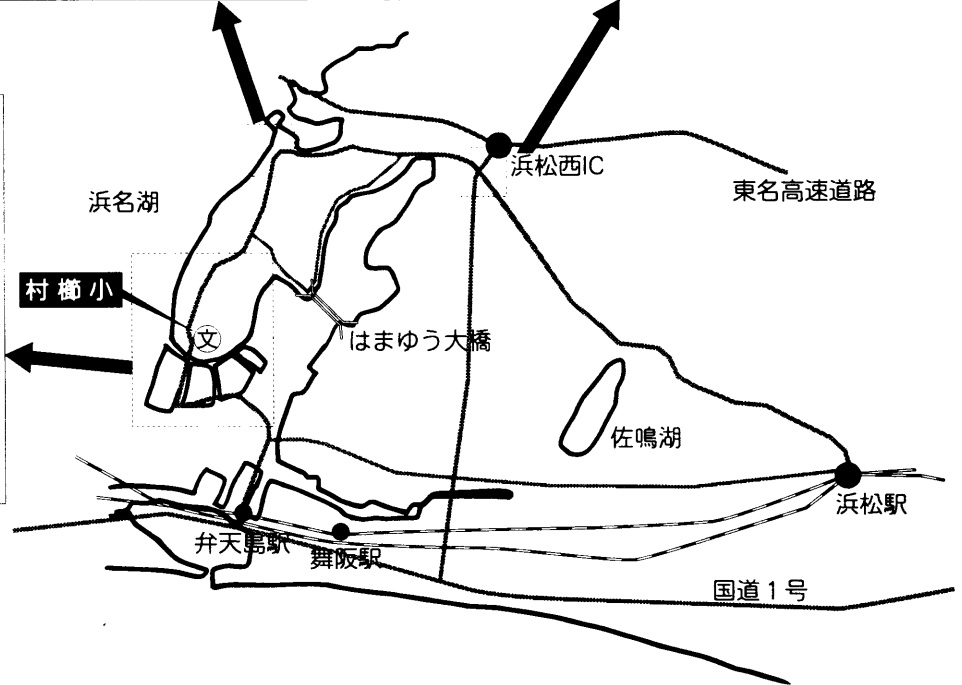 浜松西IC
東名高速道路
浜名湖
村櫛小
文
はまゆう大橋
佐鳴湖
浜松駅
弁天島駅
舞阪駅
国道1号